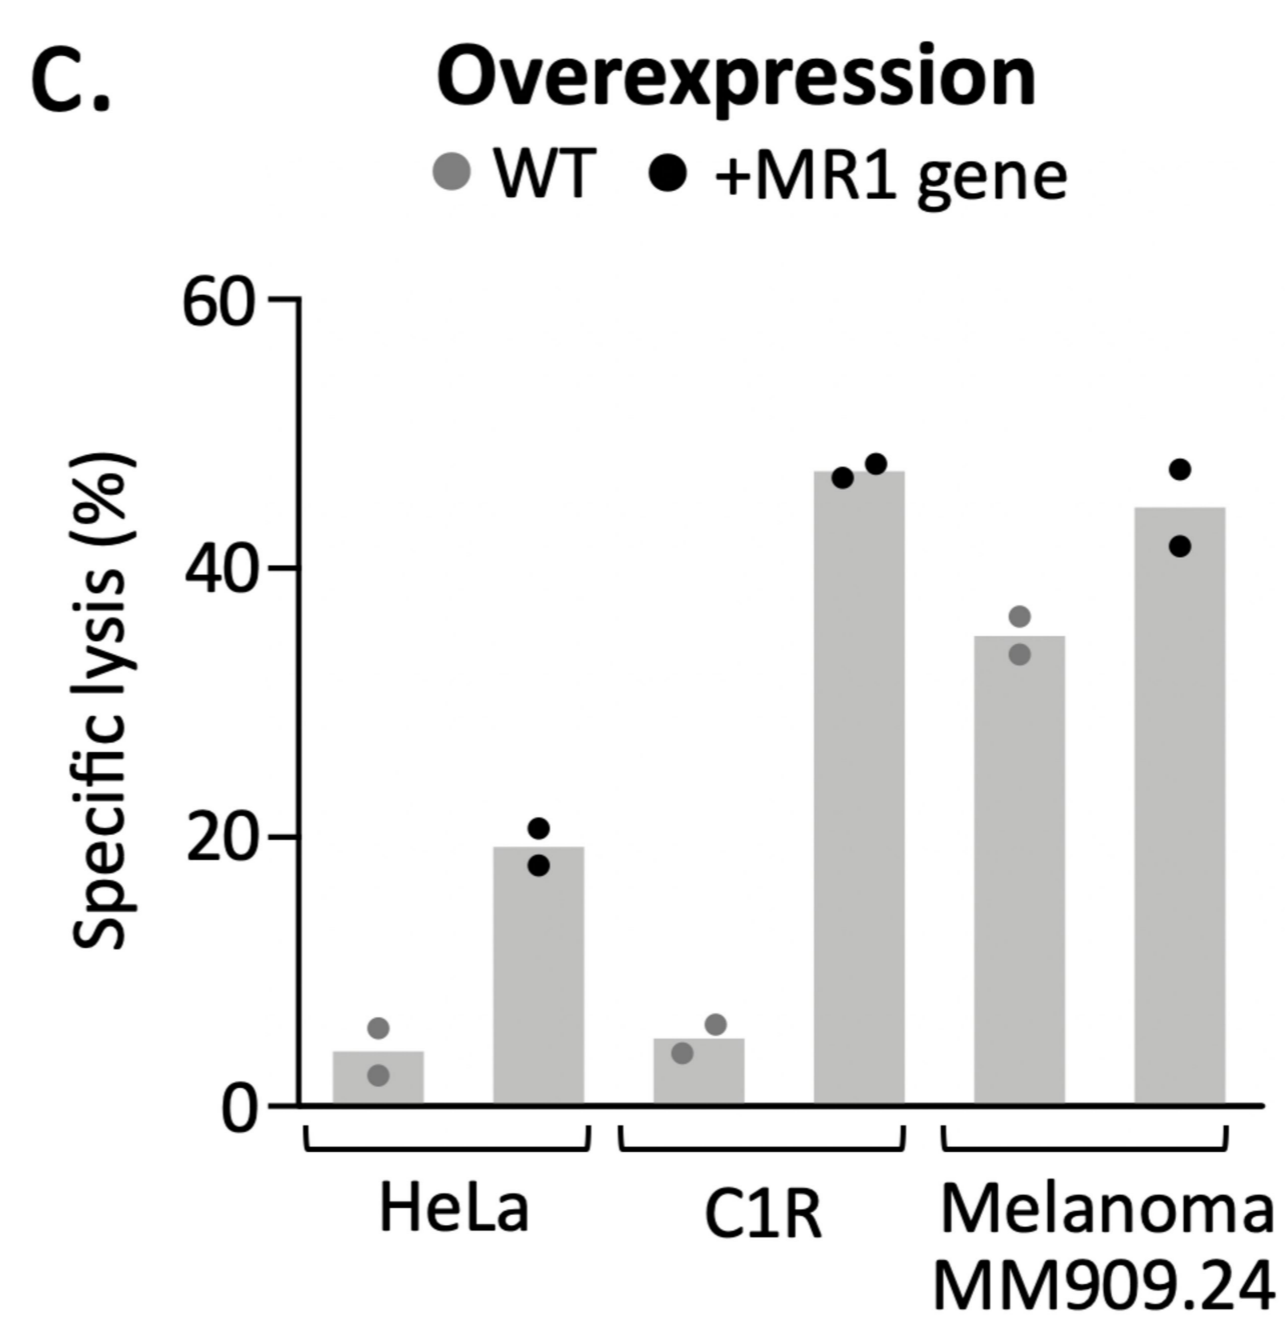 C.
Overexpression
WT +MR1 gene
60
40
20
0
Specific lysis (%)
HeLa C1R Melanoma
MM909.24